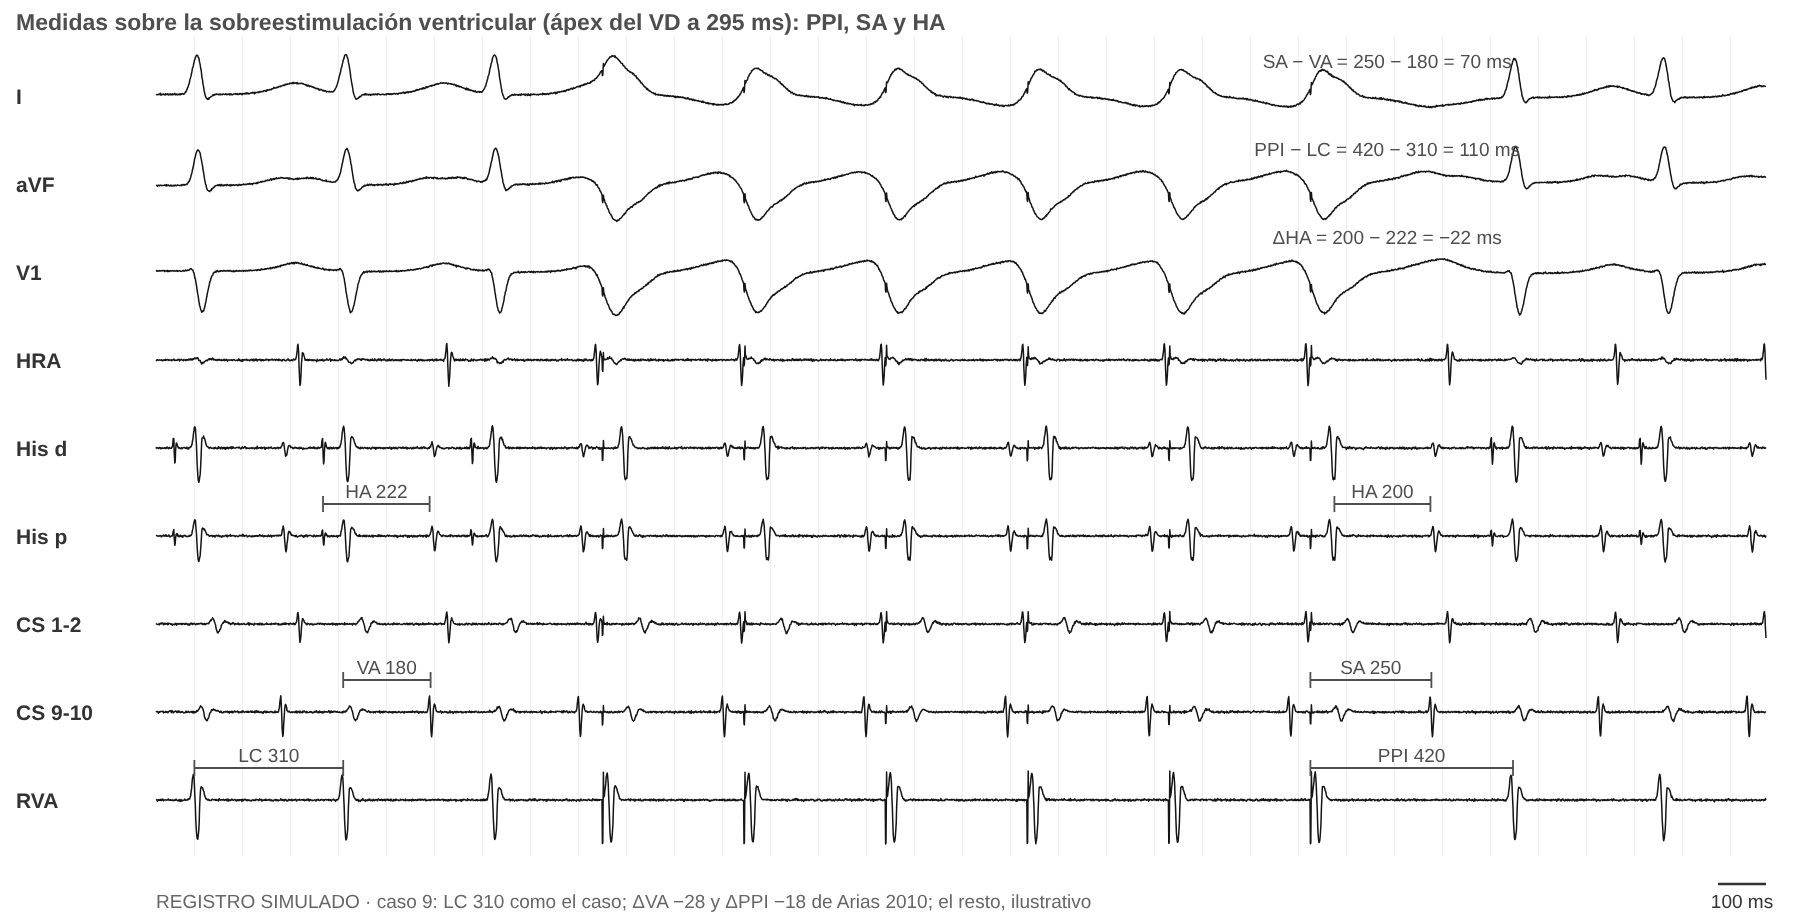 Medidas sobre la sobreestimulación ventricular (ápex del VD a 295 ms): PPI, SA y HA
SA − VA = 250 − 180 = 70 ms
I
PPI − LC = 420 − 310 = 110 ms
aVF
ΔHA = 200 − 222 = −22 ms
V1
HRA
His d
HA 222
HA 200
His p
CS 1-2
VA 180
SA 250
CS 9-10
LC 310
PPI 420
RVA
REGISTRO SIMULADO · caso 9: LC 310 como el caso; ΔVA −28 y ΔPPI −18 de Arias 2010; el resto, ilustrativo
100 ms